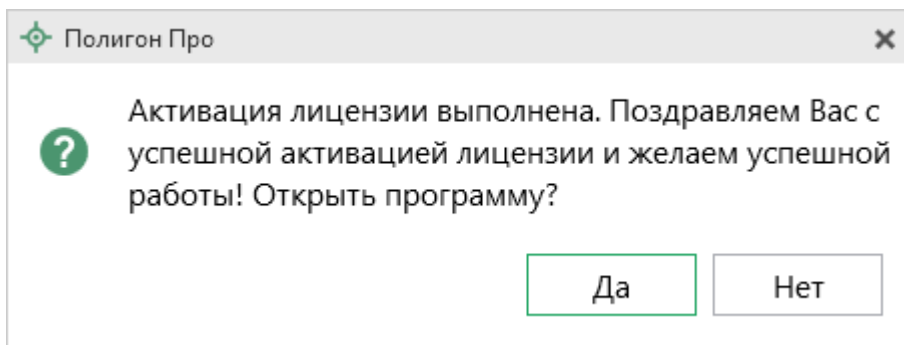 Полигон Про
Активация лицензии выполнена. Поздравляем Вас с
успешной активацией лицензии и желаем успешной
работы! Открыть программу?
Да
Нет